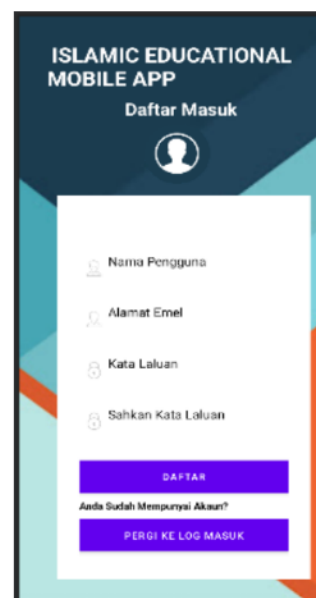 ISLAMIC EDUCATIONAL
MOBILE APP
Daftar Masuk
Nama Pengguna
Alamat Emel
Kata Laluan
Sahkan Kata Laluan
DAFTAR
Anda Sudah Mempunyai Akaun?
PERGI KE LOG MASUK